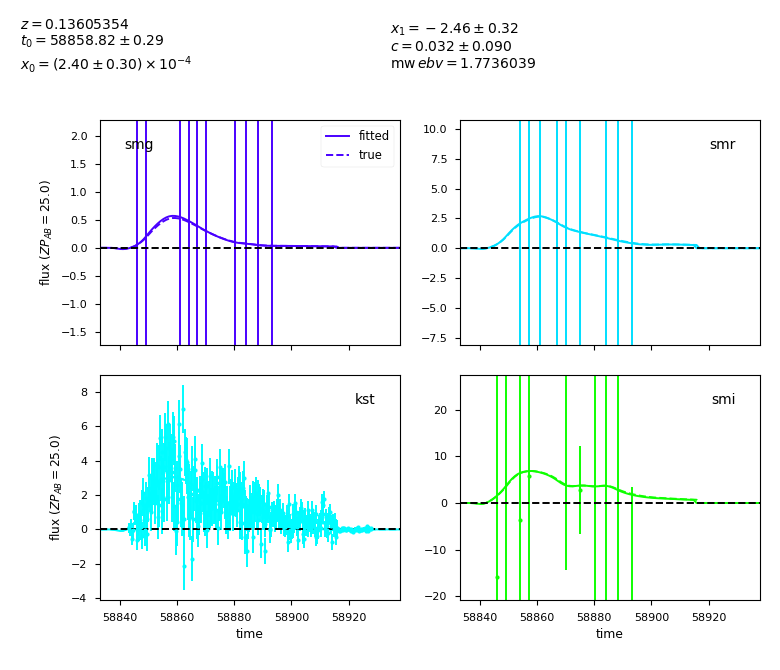 z = 0.13605354
t₀ = 58858.82 ± 0.29
x₀ = (2.40 ± 0.30) × 10⁻⁴
x₁ = −2.46 ± 0.32
c = 0.032 ± 0.090
mw ebv = 1.7736039
smg
fitted
true
2.0
1.5
1.0
0.5
0.0
−0.5
−1.0
−1.5
flux (ZP_AB = 25.0)
smr
10.0
7.5
5.0
2.5
0.0
−2.5
−5.0
−7.5
kst
8
6
4
2
0
−2
−4
flux (ZP_AB = 25.0)
58840 58860 58880 58900 58920
time
smi
20
10
0
−10
−20
58840 58860 58880 58900 58920
time